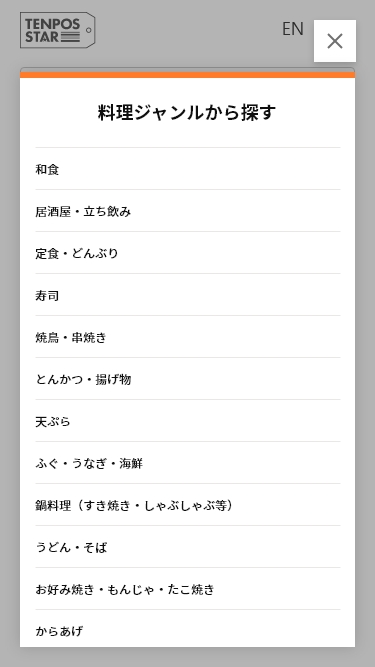 TENPOS
STAR
EN
料理ジャンルから探す
和食
居酒屋・立ち飲み
定食・どんぶり
寿司
焼鳥・串焼き
とんかつ・揚げ物
天ぷら
ふぐ・うなぎ・海鮮
鍋料理（すき焼き・しゃぶしゃぶ等）
うどん・そば
お好み焼き・もんじゃ・たこ焼き
からあげ